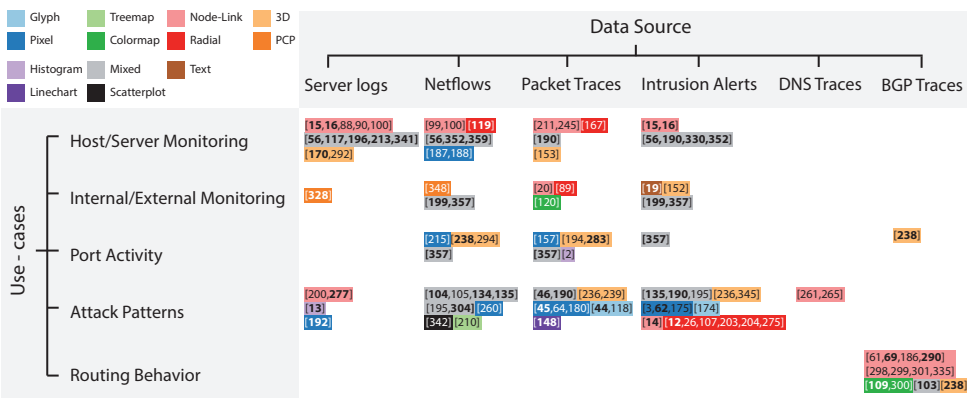 Glyph Treemap Node-Link 3D
Pixel Colormap Radial PCP
Histogram Mixed Text
Linechart Scatterplot
Data Source
Server logs Netflows Packet Traces Intrusion Alerts DNS Traces BGP Traces
Use - cases
Host/Server Monitoring
[15,16,88,90,100] [99,100][119] [211,245][167] [15,16]
[56,117,196,213,341] [56,352,359] [190] [56,190,330,352]
[170,292] [187,188] [153]
Internal/External Monitoring
[328] [348] [20][89] [19][152]
[199,357] [120] [199,357]
Port Activity
[215][238,294] [157][194,283] [357] [238]
[357] [357][2]
Attack Patterns
[200,277] [104,105,134,135] [46,190][236,239] [135,190,195][236,345] [261,265]
[13] [195,304][260] [45,64,180][44,118] [3,62,175][174]
[192] [342][210] [148] [14][12,26,107,203,204,275]
Routing Behavior
[61,69,186,290]
[298,299,301,335]
[109,300][103][238]